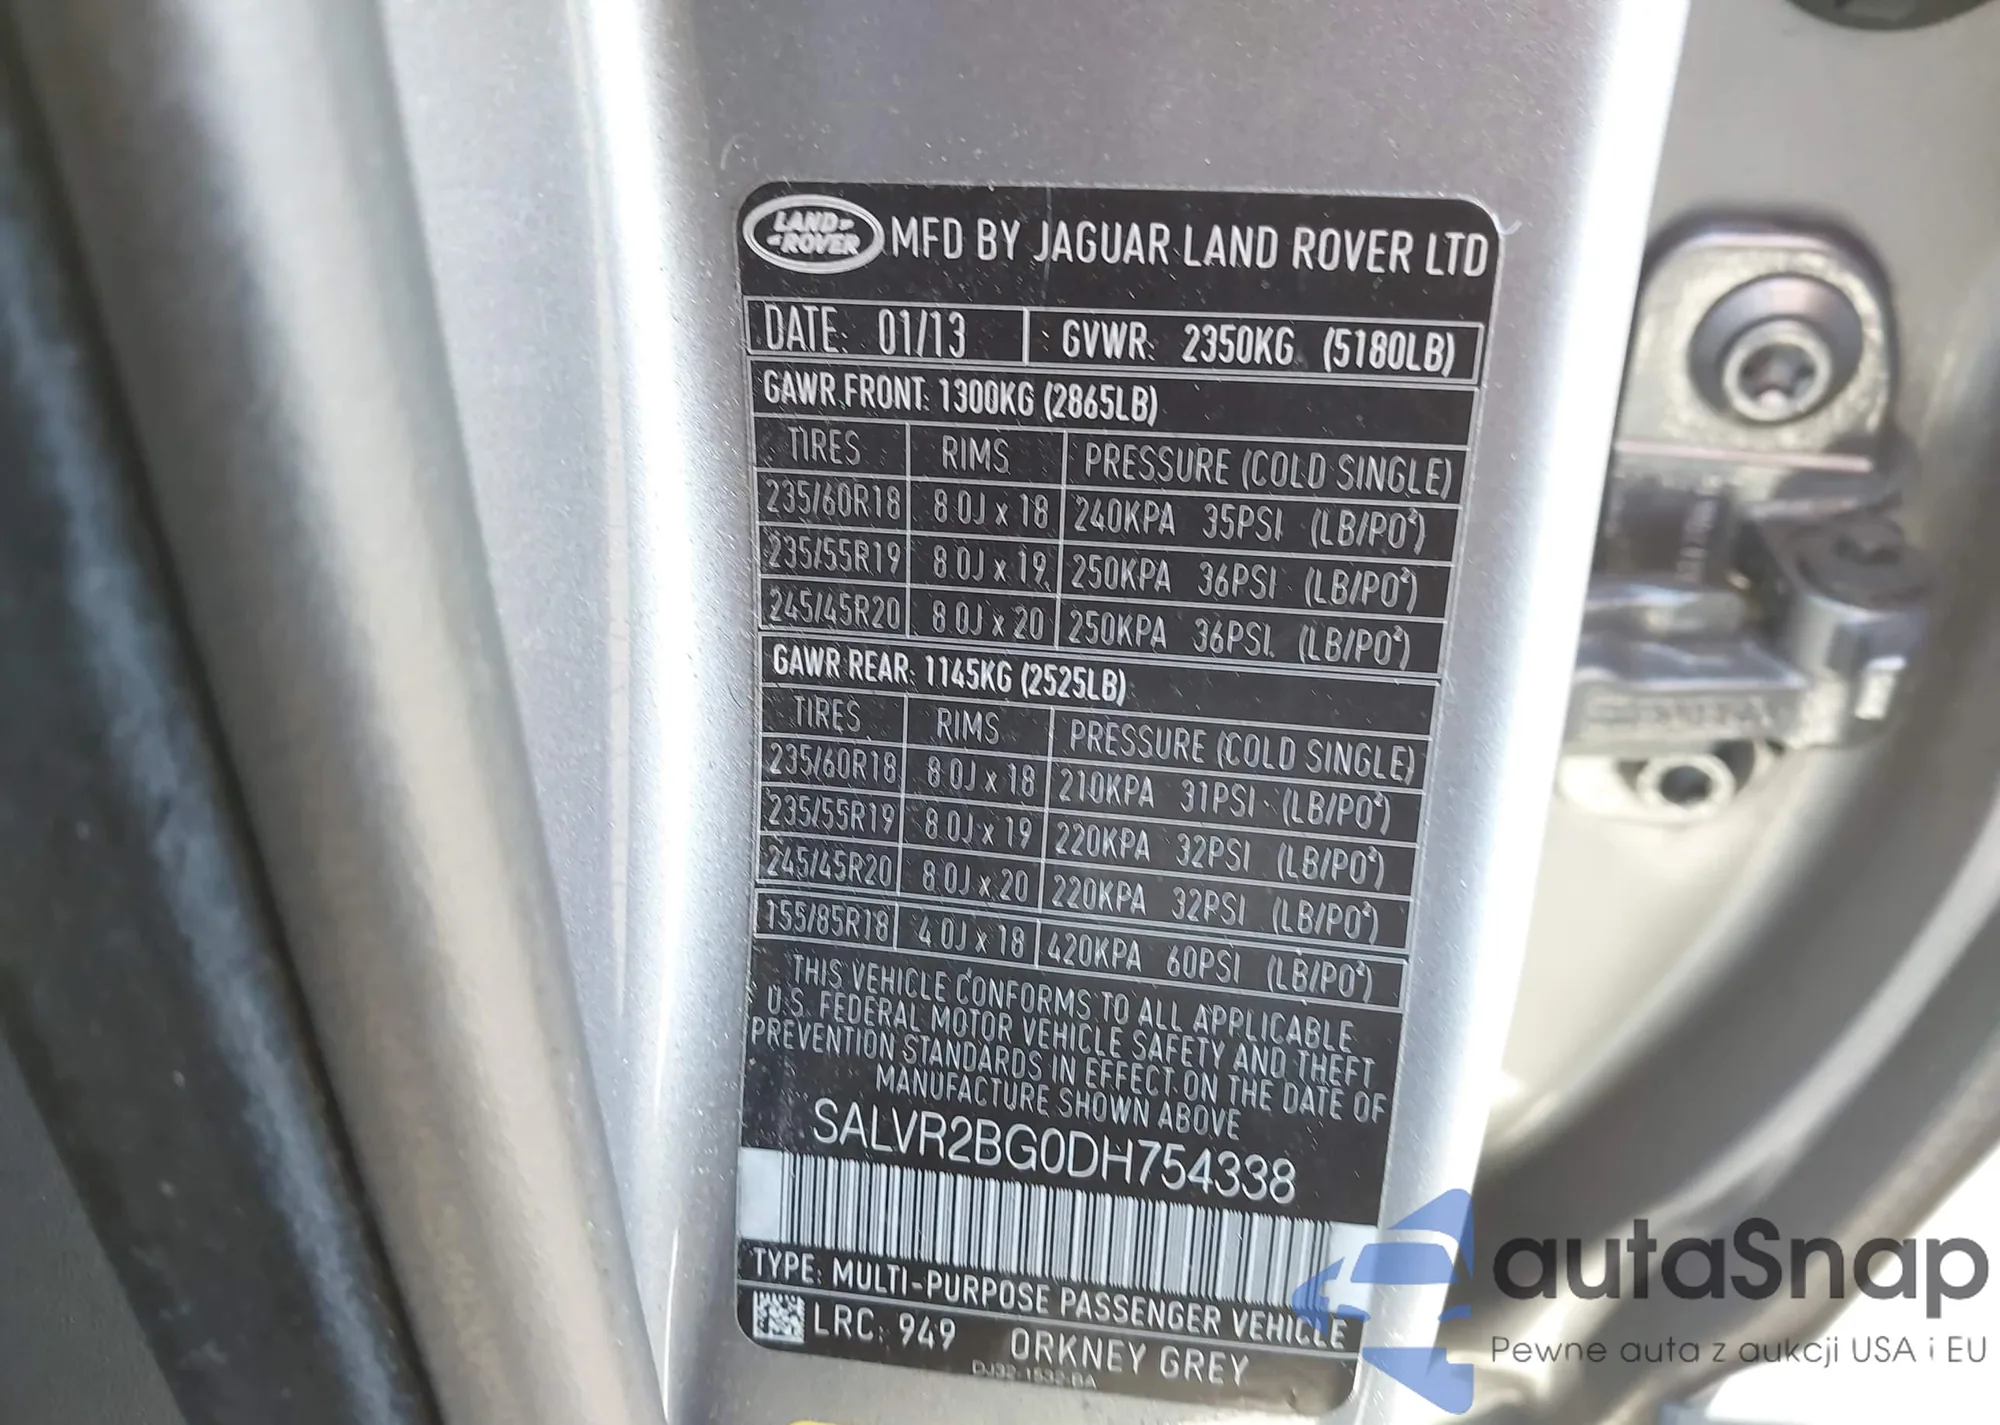 LAND ROVER MFD BY JAGUAR LAND ROVER LTD
DATE: 01/13 GVWR: 2350KG (5180LB)
GAWR FRONT: 1300KG (2865LB)
TIRES RIMS PRESSURE (COLD SINGLE)
235/60R18 8.0J x 18 240KPA 35PSI (LB/PO²)
235/55R19 8.0J x 19 250KPA 36PSI (LB/PO²)
245/45R20 8.0J x 20 250KPA 36PSI (LB/PO²)
GAWR REAR: 1145KG (2525LB)
TIRES RIMS PRESSURE (COLD SINGLE)
235/60R18 8.0J x 18 210KPA 31PSI (LB/PO²)
235/55R19 8.0J x 19 220KPA 32PSI (LB/PO²)
245/45R20 8.0J x 20 220KPA 32PSI (LB/PO²)
155/85R18 4.0J x 18 420KPA 60PSI (LB/PO²)
THIS VEHICLE CONFORMS TO ALL APPLICABLE
U.S. FEDERAL MOTOR VEHICLE SAFETY AND THEFT
PREVENTION STANDARDS IN EFFECT ON THE DATE OF
MANUFACTURE SHOWN ABOVE
SALVR2BG0DH754338
TYPE: MULTI-PURPOSE PASSENGER VEHICLE
LRC: 949 ORKNEY GREY
DJ32-1532-BA
autaSnap
Pewne auta z aukcji USA i EU